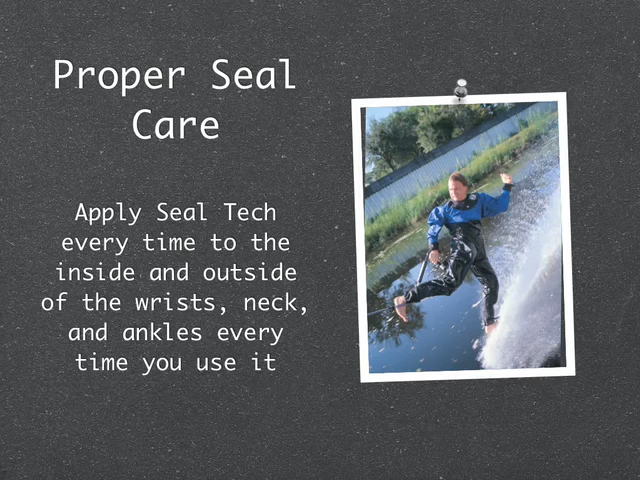 Proper Seal
Care
Apply Seal Tech
every time to the
inside and outside
of the wrists, neck,
and ankles every
time you use it